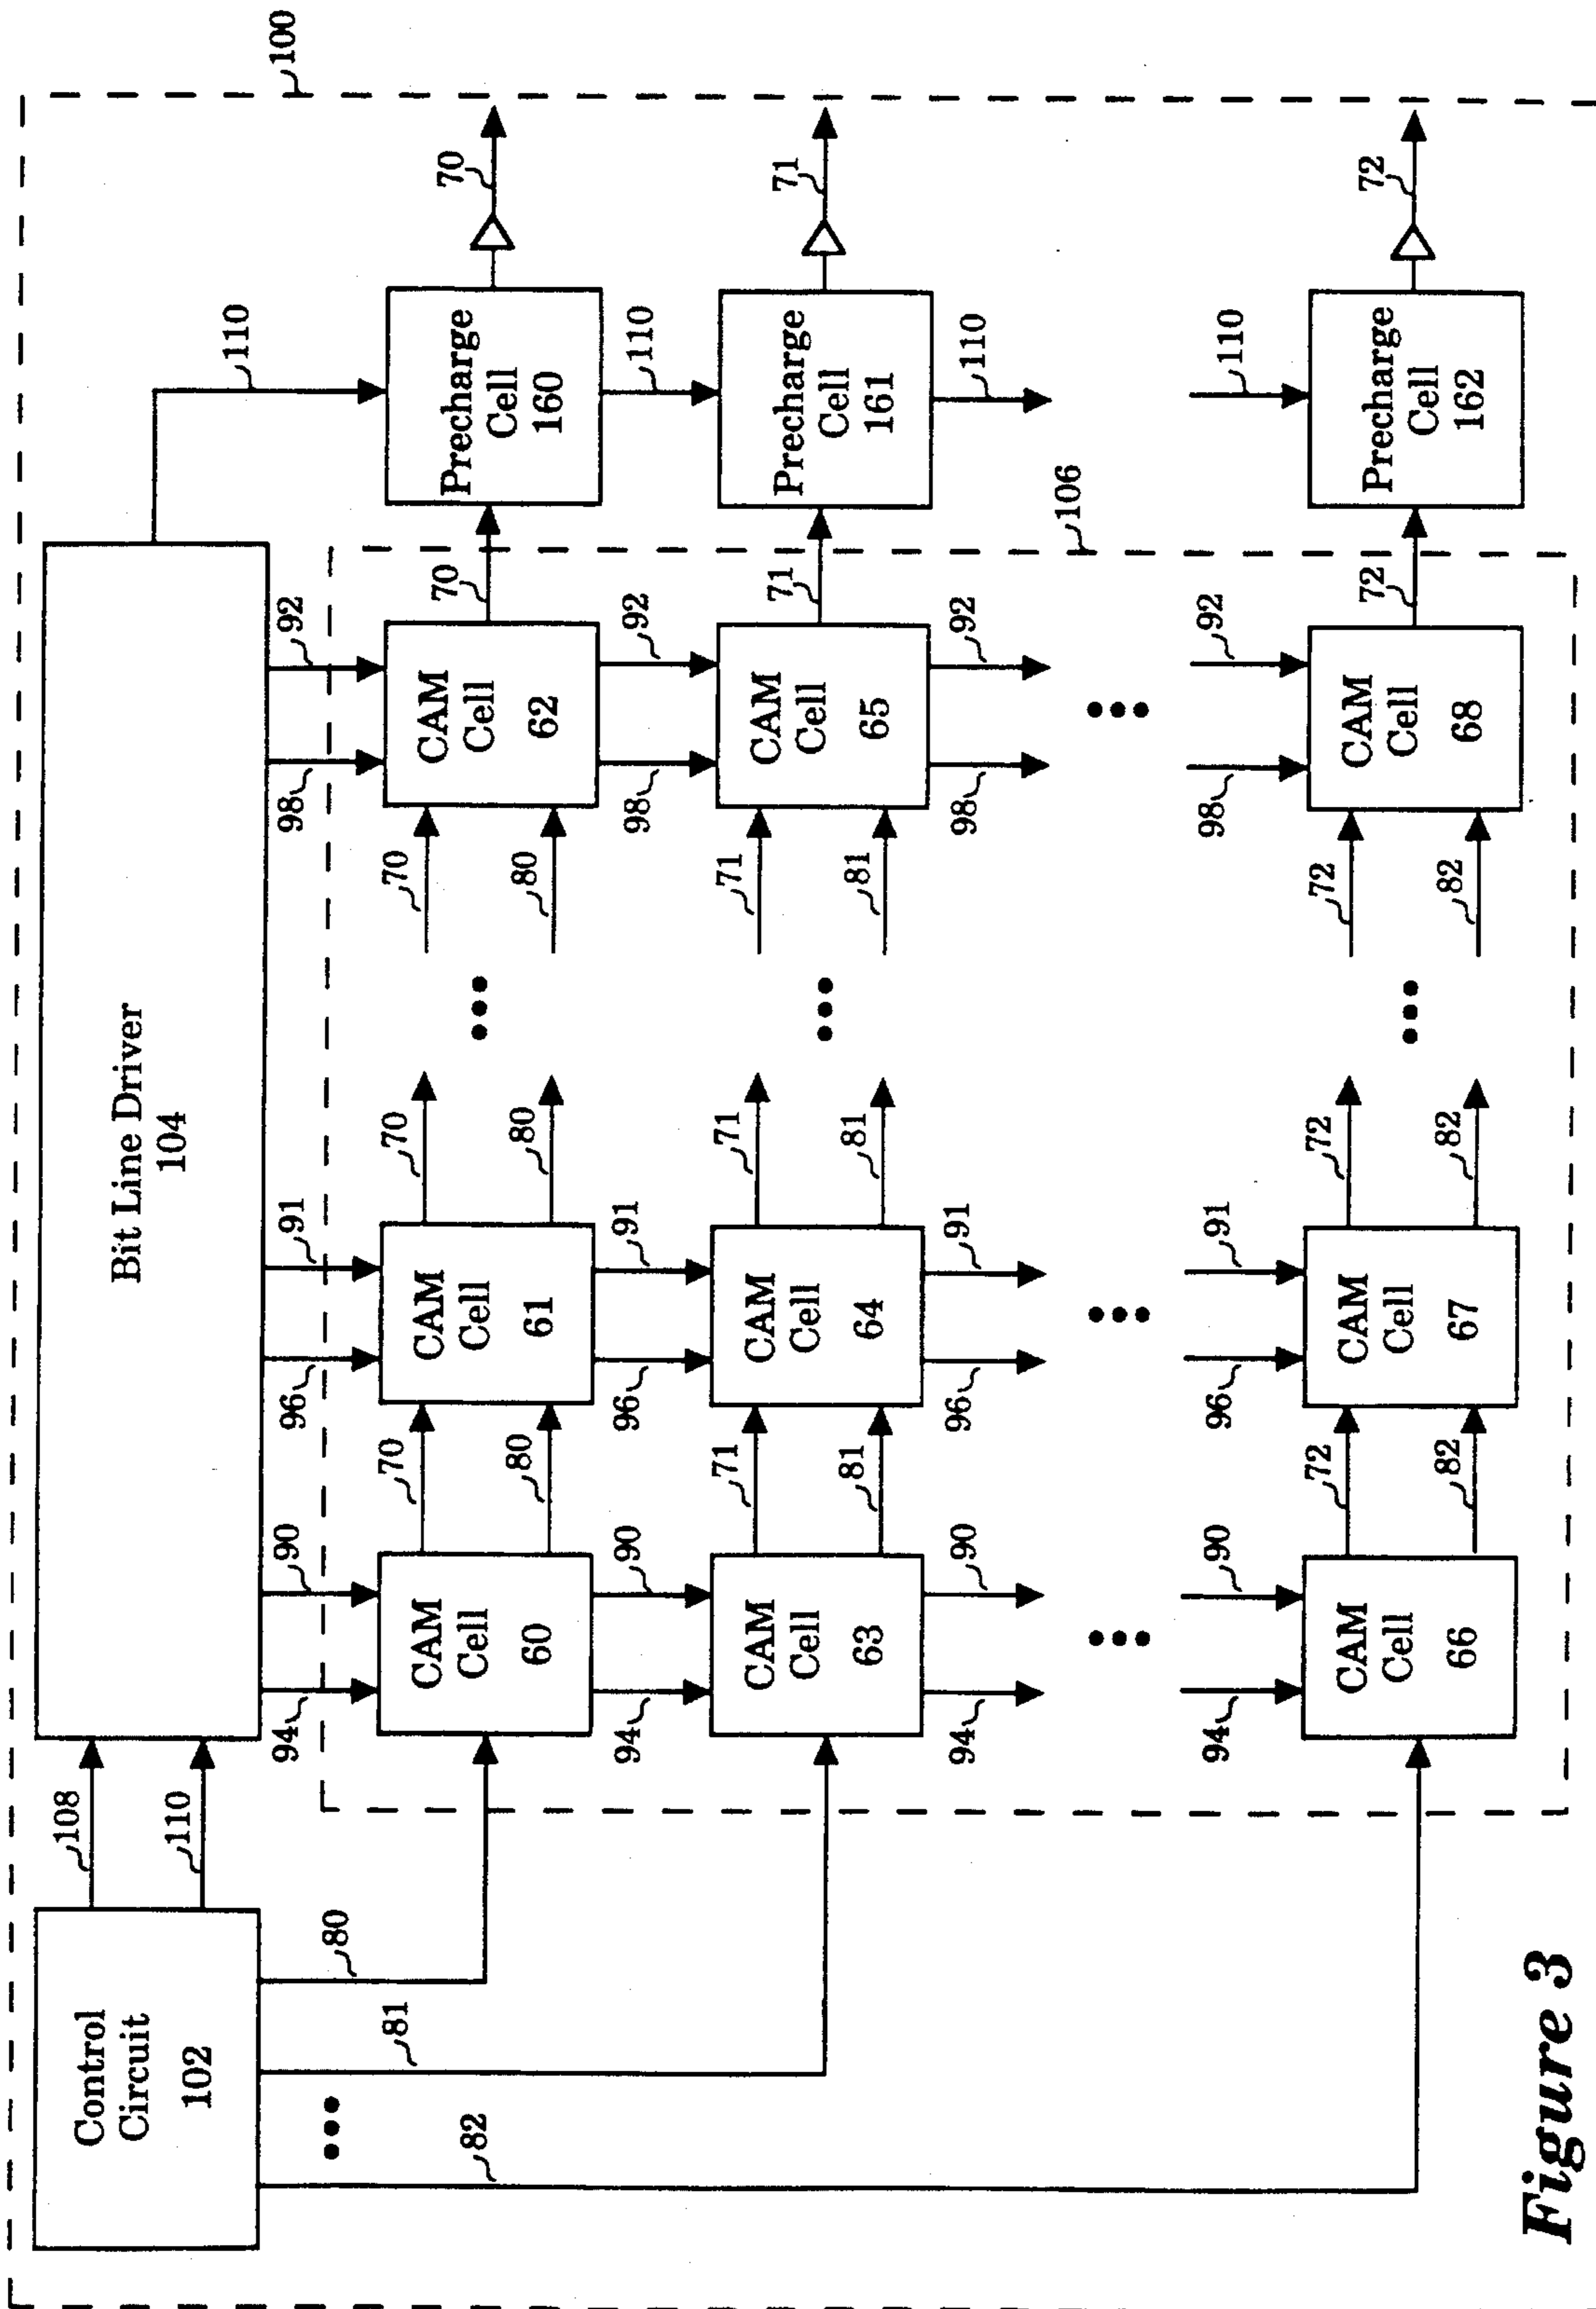 100
Control
Circuit
102
108
110
Bit Line Driver
104
110
80
81
82
94
90
96
91
98
92
106
CAM
Cell
60
70
80
CAM
Cell
61
70
80
70
80
CAM
Cell
62
70
Precharge
Cell
160
70
94
90
96
91
98
92
110
CAM
Cell
63
71
81
CAM
Cell
64
71
81
71
81
CAM
Cell
65
71
Precharge
Cell
161
71
94
90
96
91
98
92
110
94
90
96
91
98
92
110
CAM
Cell
66
72
82
CAM
Cell
67
72
82
72
82
CAM
Cell
68
72
Precharge
Cell
162
72
Figure 3